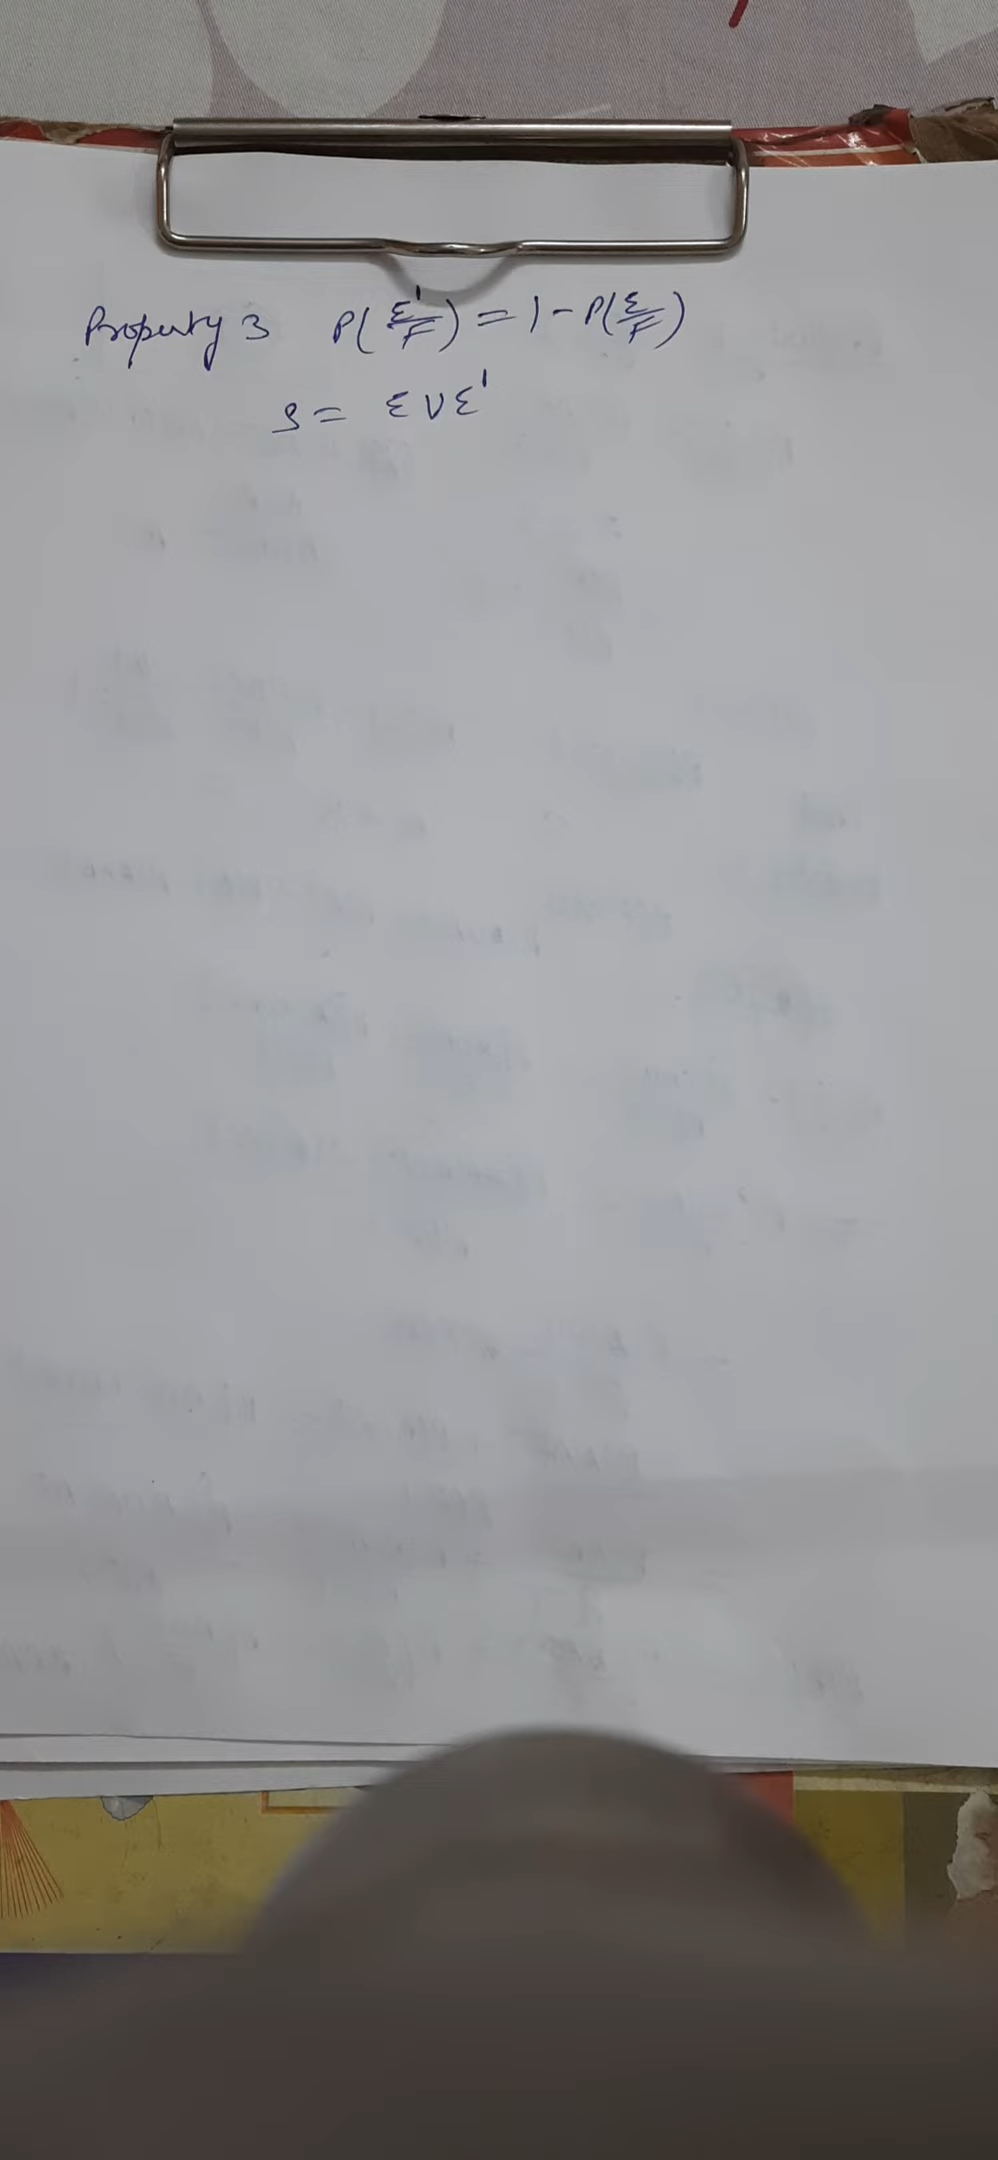 Property 3 P(E'/F) = 1 - P(E/F)
S = E ∪ E'